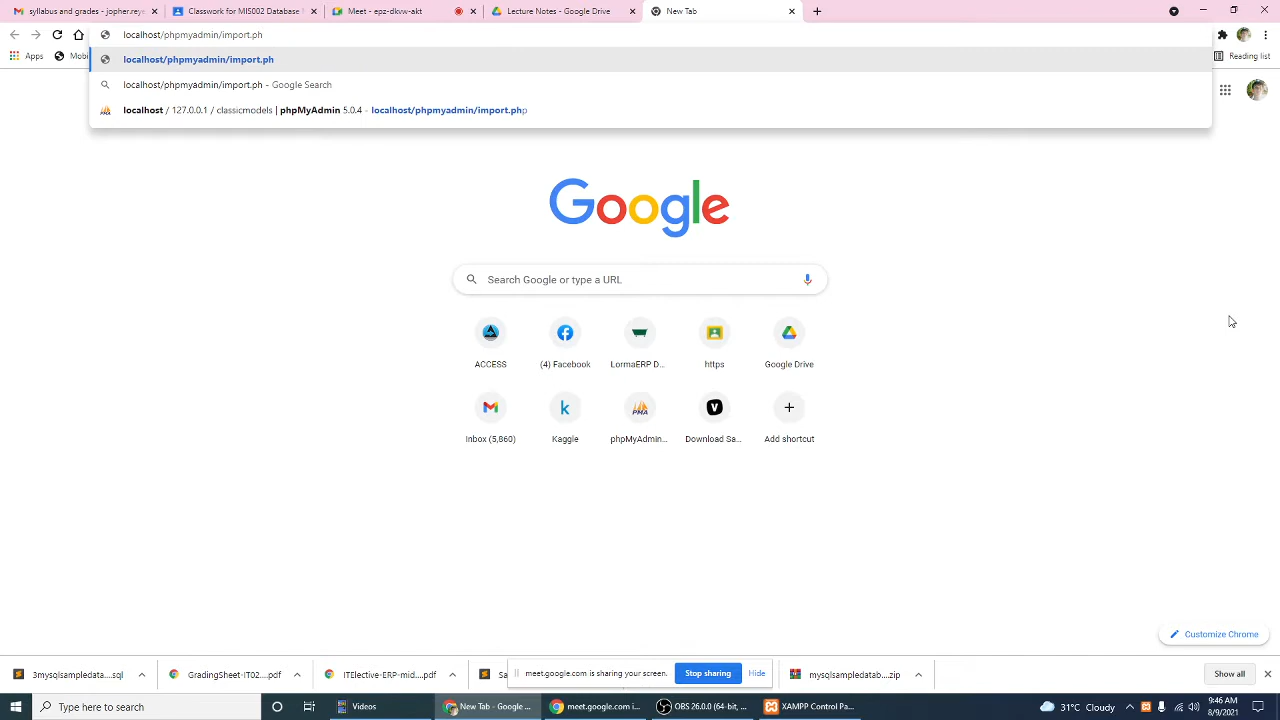 syllabus and grades - jopher.reye
Classwork for MIS002 Database M
Meet - epz-dkvw-akt
Lecture Notes - Google Drive
New Tab
localhost/phpmyadmin/import.ph
Apps
Mobi
Reading list
localhost/phpmyadmin/import.ph
localhost/phpmyadmin/import.ph - Google Search
localhost / 127.0.0.1 / classicmodels | phpMyAdmin 5.0.4 - localhost/phpmyadmin/import.php
Google
Search Google or type a URL
ACCESS
(4) Facebook
LormaERP D...
https
Google Drive
k
PMA
V
Inbox (5,860)
Kaggle
phpMyAdmin...
Download Sa...
Add shortcut
Customize Chrome
3mysqlsampledata....sql
GradingSheet-ITS3....pdf
ITElective-ERP-mid....pdf
Sa
meet.google.com is sharing your screen.
Stop sharing
Hide
mysqlsampledatab....zip
Show all
Type here to search
Videos
New Tab - Google ...
meet.google.com i...
OBS 26.0.0 (64-bit, ...
XAMPP Control Pa...
31°C Cloudy
9:46 AM
8/9/2021